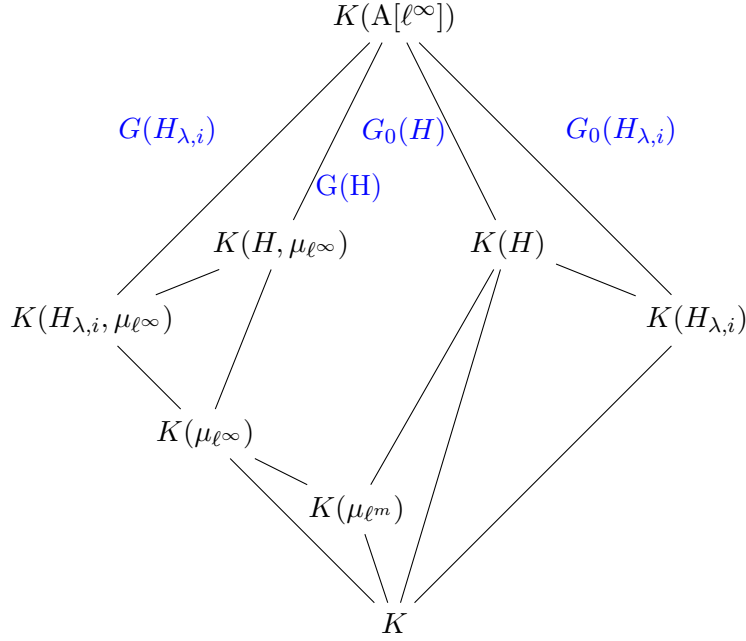 K(A[ℓ^∞])
G(H_{λ,i})
G_0(H)
G_0(H_{λ,i})
G(H)
K(H, μ_{ℓ^∞})
K(H)
K(H_{λ,i}, μ_{ℓ^∞})
K(H_{λ,i})
K(μ_{ℓ^∞})
K(μ_{ℓ^m})
K